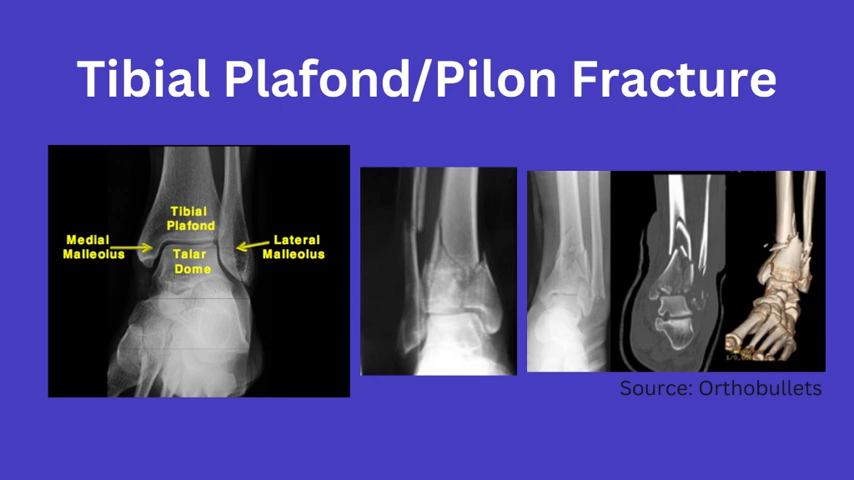 Tibial Plafond/Pilon Fracture
Tibial
Plafond
Medial
Malleolus
Lateral
Malleolus
Talar
Dome
Source: Orthobullets